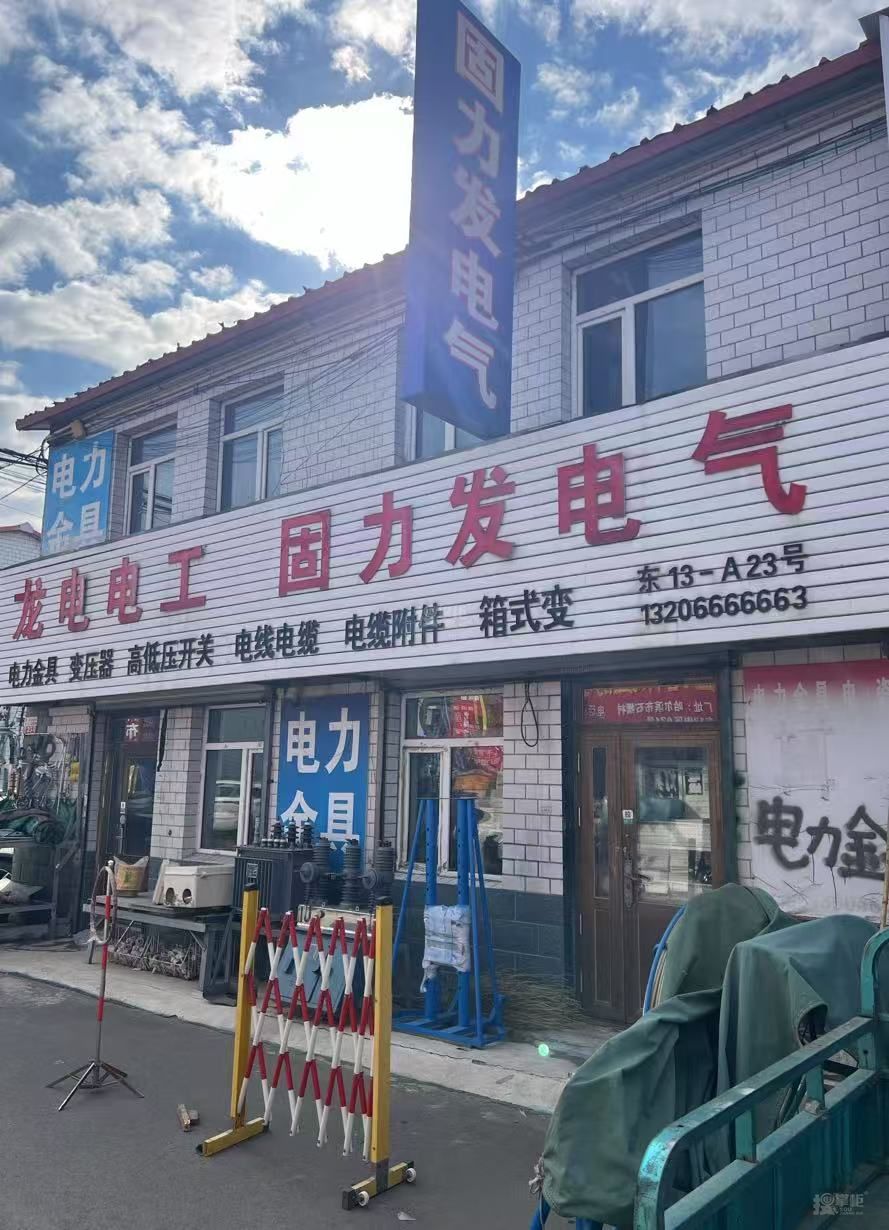 固力发电气
电力
金具
龙电电工 固力发电气
电力金具 变压器 高低压开关 电线电缆 电缆附件 箱式变
东13-A23号
13206666663
电力
金具
电力金
掌柜